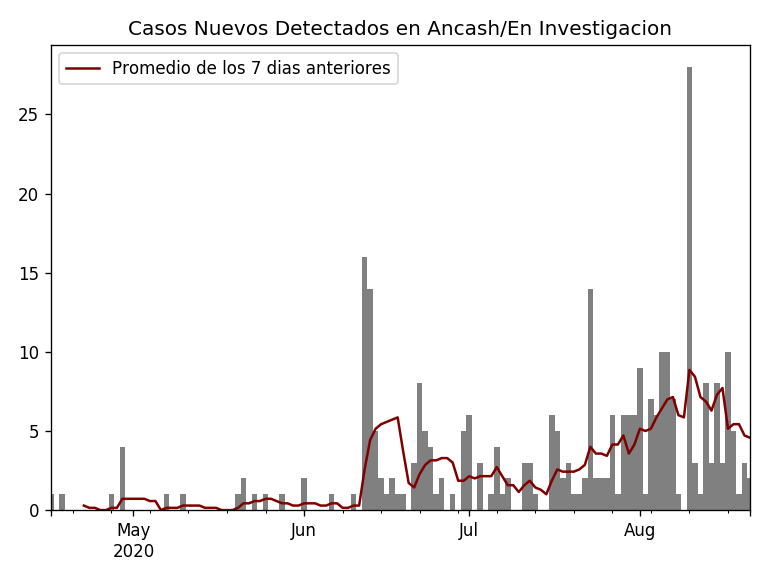 Casos Nuevos Detectados en Ancash/En Investigacion
Promedio de los 7 dias anteriores
25
20
15
10
5
0
May
2020
Jun
Jul
Aug